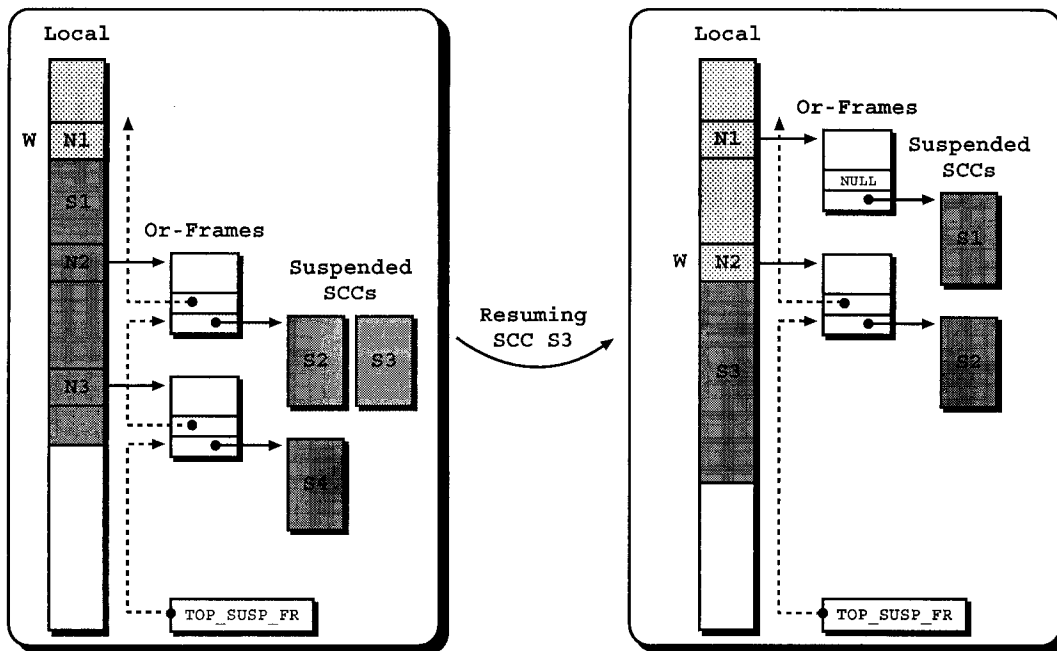 Local
W
N1
S1
N2
N3
Or-Frames
Suspended
SCCs
S2
S3
S4
TOP_SUSP_FR
Resuming
SCC S3
Local
N1
W
N2
S3
Or-Frames
NULL
Suspended
SCCs
S1
S2
TOP_SUSP_FR